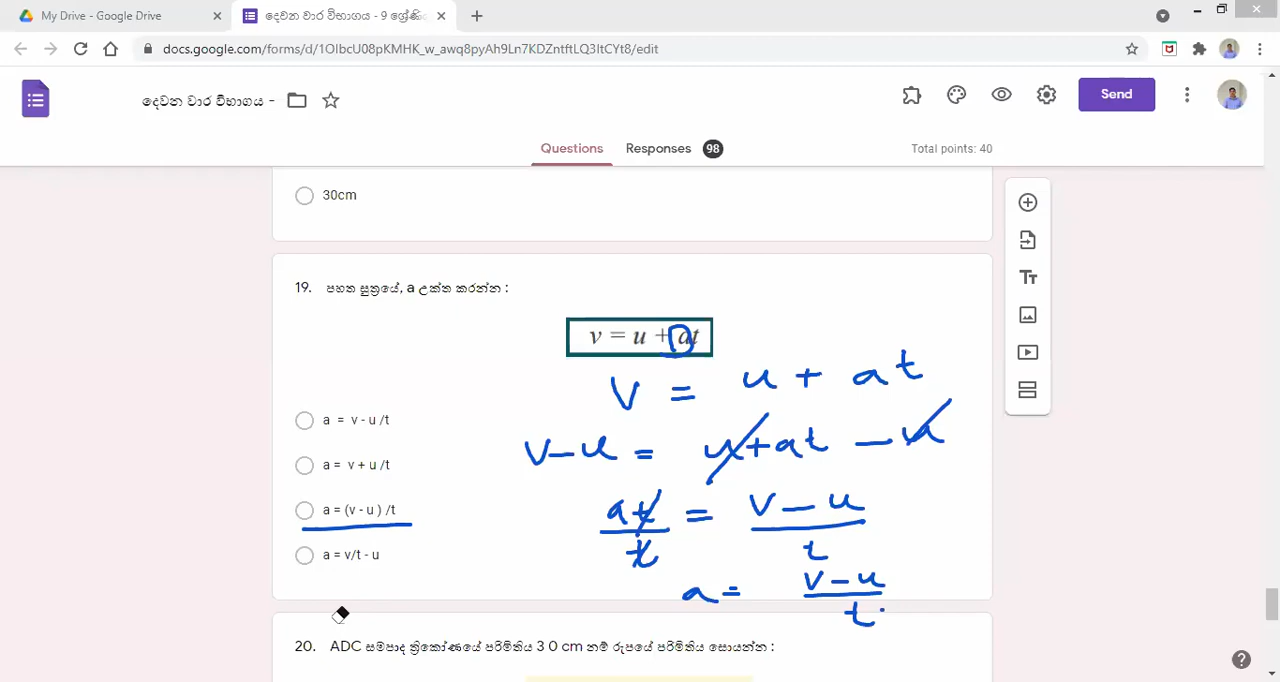 My Drive - Google Drive
දෙවන වාර විභාගය - 9 ශ්‍රේණි
docs.google.com/forms/d/1OlbcU08pKMHK_w_awq8pyAh9Ln7KDZntftLQ3ltCYt8/edit
දෙවන වාර විභාගය -
Send
Questions
Responses 98
Total points: 40
30cm
19. පහත සුත්‍රයේ, a උක්ත කරන්න :
v = u + at
v = u + at
a = v - u /t
v - u = u + at - u
a = v + u /t
a = (v - u ) /t
at/t = v - u/t
a = v/t - u
a = v - u/t
20. ADC සමපාද ත්‍රිකෝණයේ පරිමිතිය 3 0 cm නම් රූපයේ පරිමිතිය සොයන්න :